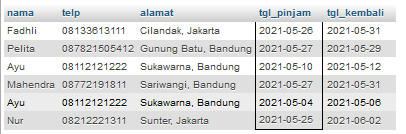 nama telp alamat tgl_pinjam tgl_kembali
Fadhli 08133613111 Cilandak, Jakarta 2021-05-26 2021-05-31
Pelita 087821505412 Gunung Batu, Bandung 2021-05-27 2021-05-29
Ayu 08112121222 Sukawarna, Bandung 2021-05-10 2021-05-12
Mahendra 08772191811 Sariwangi, Bandung 2021-05-27 2021-05-31
Ayu 08112121222 Sukawarna, Bandung 2021-05-04 2021-05-06
Nur 08212221311 Sunter, Jakarta 2021-05-25 2021-06-02